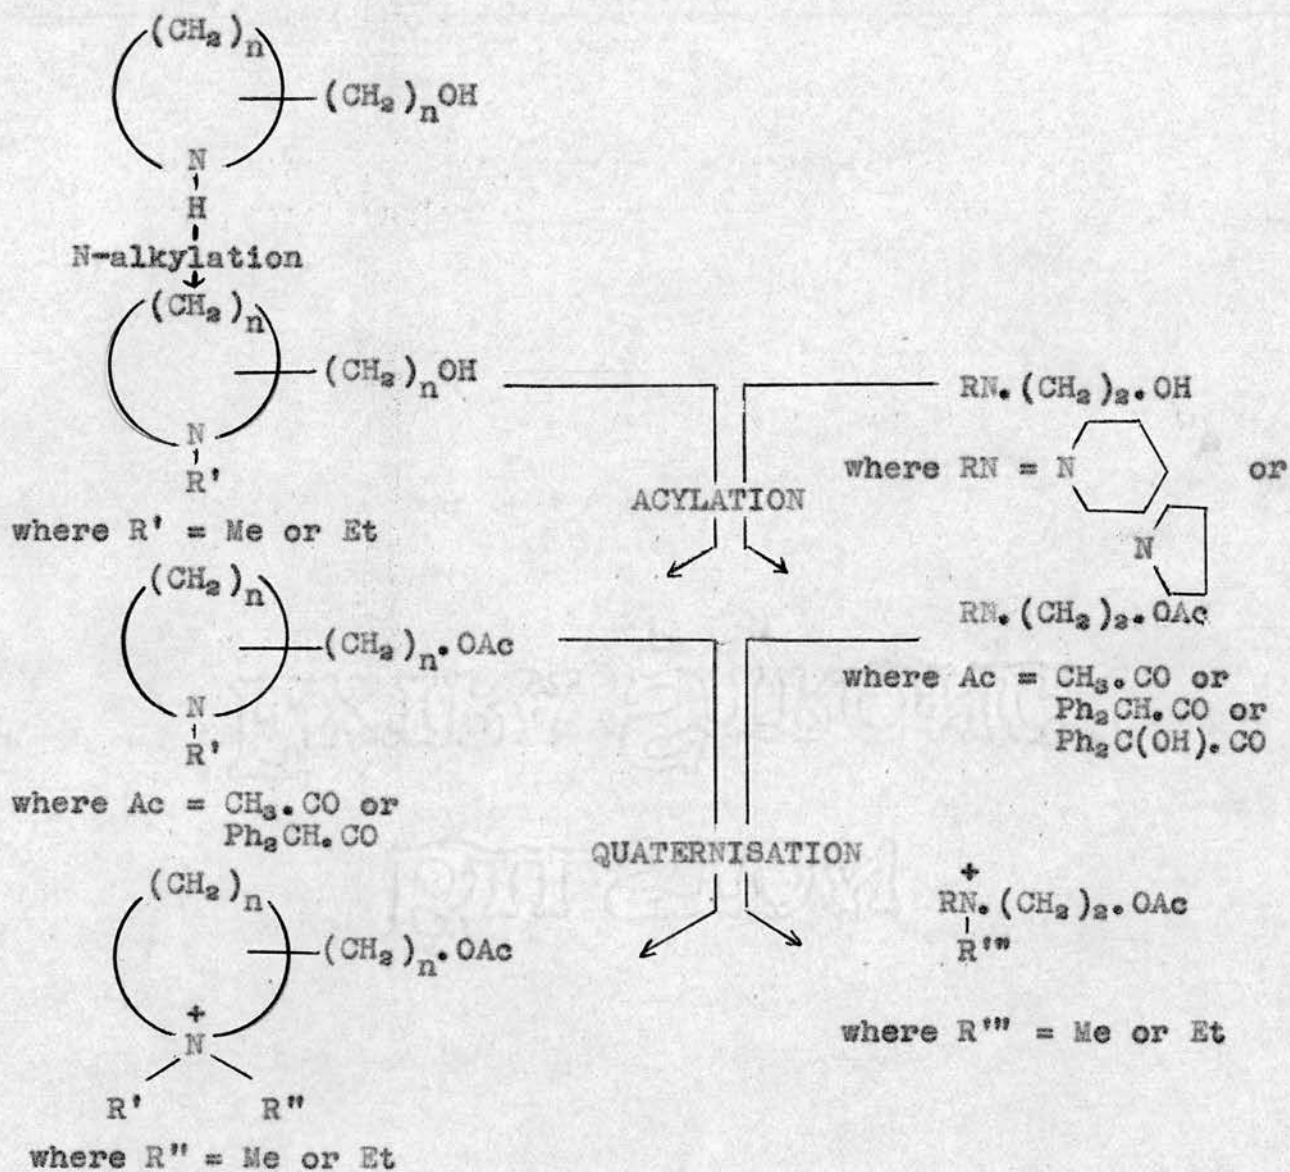 (CH₂)n
(CH₂)nOH
N
H
N-alkylation
(CH₂)n
(CH₂)nOH
N
R'
where R' = Me or Et
RN.(CH₂)₂.OH
where RN = N or
N
ACYLATION
(CH₂)n
(CH₂)n.OAc
N
R'
where Ac = CH₃.CO or
Ph₂CH.CO
RN.(CH₂)₂.OAc
where Ac = CH₃.CO or
Ph₂CH.CO or
Ph₂C(OH).CO
QUATERNISATION
(CH₂)n
(CH₂)n.OAc
+
N
R' R"
where R" = Me or Et
+
RN.(CH₂)₂.OAc
R'"
where R'" = Me or Et